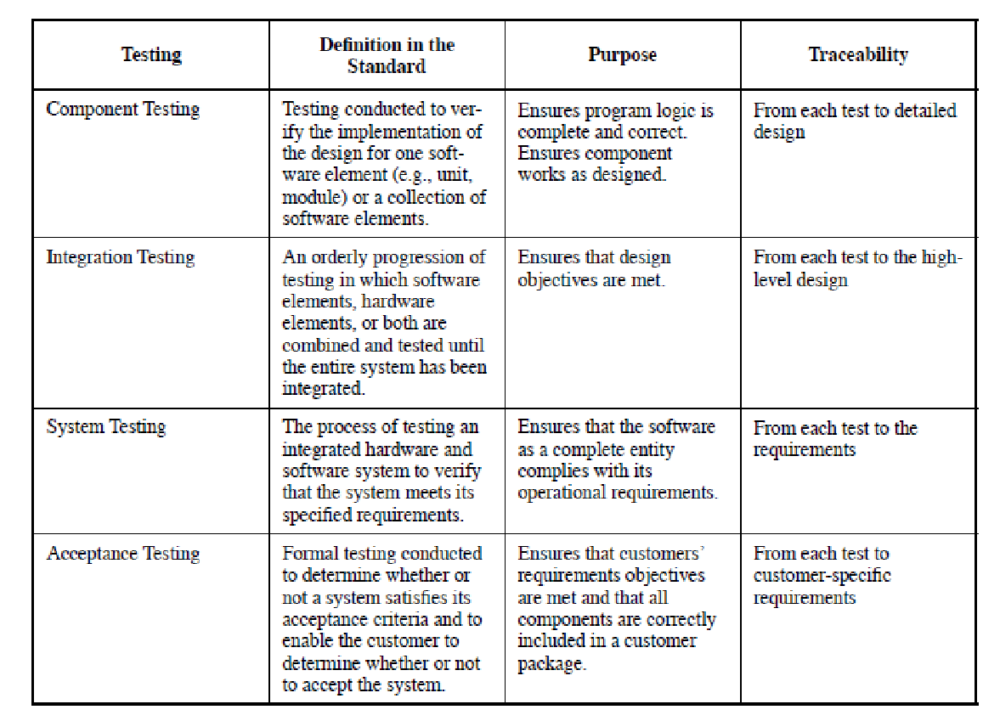 Testing
Definition in the
Standard
Purpose
Traceability
Component Testing
Testing conducted to ver-
ify the implementation of
the design for one soft-
ware element (e.g., unit,
module) or a collection of
software elements.
Ensures program logic is
complete and correct.
Ensures component
works as designed.
From each test to detailed
design
Integration Testing
An orderly progression of
testing in which software
elements, hardware
elements, or both are
combined and tested until
the entire system has been
integrated.
Ensures that design
objectives are met.
From each test to the high-
level design
System Testing
The process of testing an
integrated hardware and
software system to verify
that the system meets its
specified requirements.
Ensures that the software
as a complete entity
complies with its
operational requirements.
From each test to the
requirements
Acceptance Testing
Formal testing conducted
to determine whether or
not a system satisfies its
acceptance criteria and to
enable the customer to
determine whether or not
to accept the system.
Ensures that customers’
requirements objectives
are met and that all
components are correctly
included in a customer
package.
From each test to
customer-specific
requirements